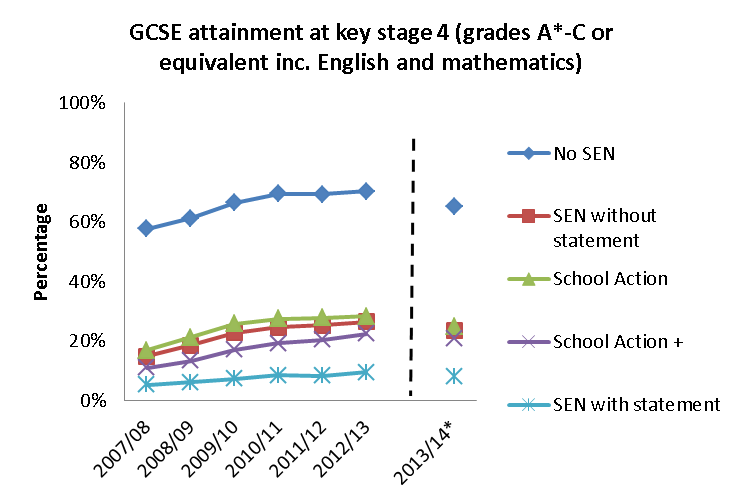 GCSE attainment at key stage 4 (grades A*-C or
equivalent inc. English and mathematics)
100%
80%
60%
40%
20%
0%
Percentage
2007/08
2008/09
2009/10
2010/11
2011/12
2012/13
2013/14*
No SEN
SEN without
statement
School Action
School Action +
SEN with statement